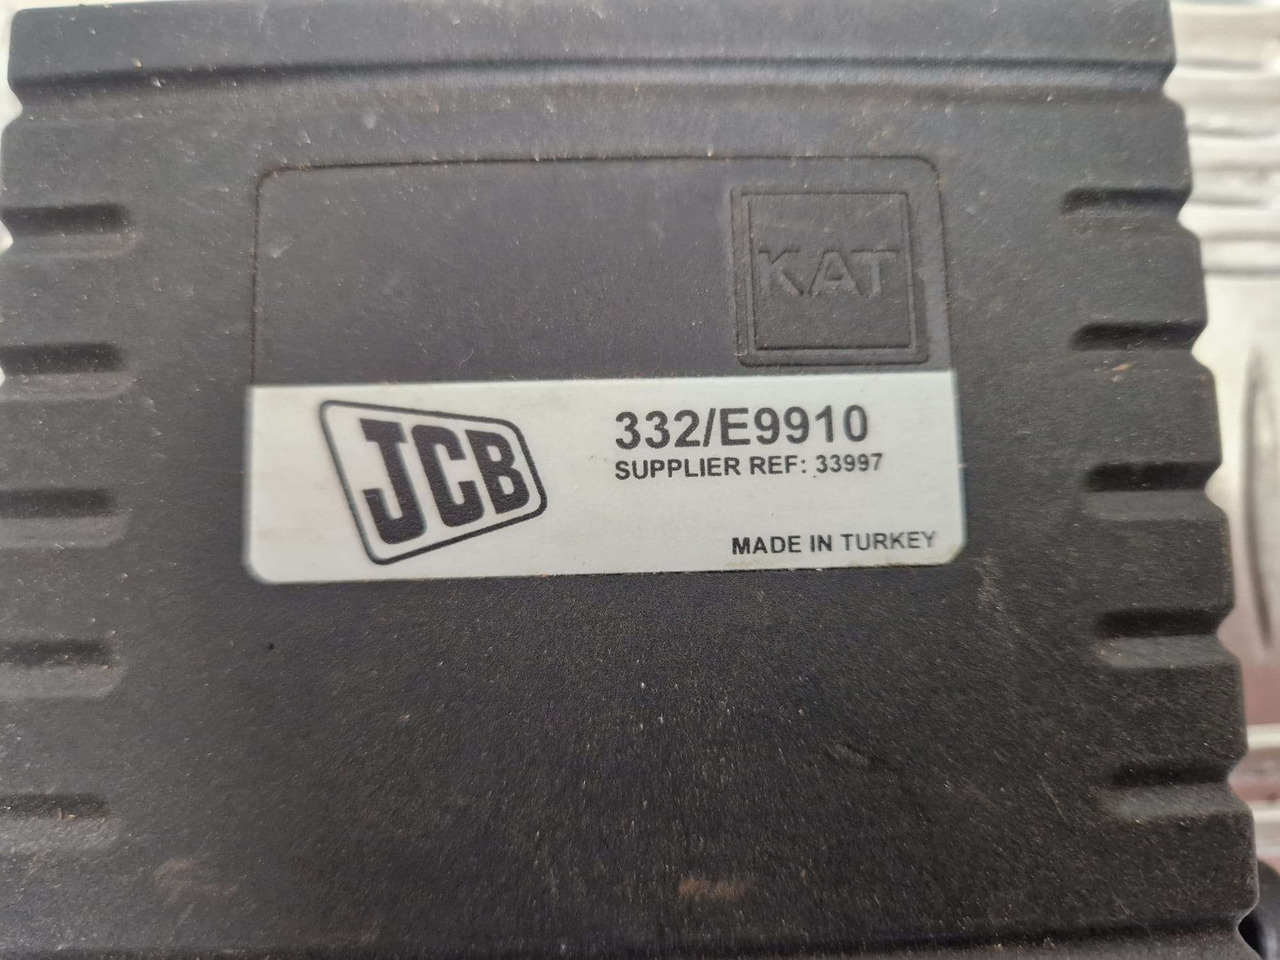 KAT
JCB
332/E9910
SUPPLIER REF: 33997
MADE IN TURKEY